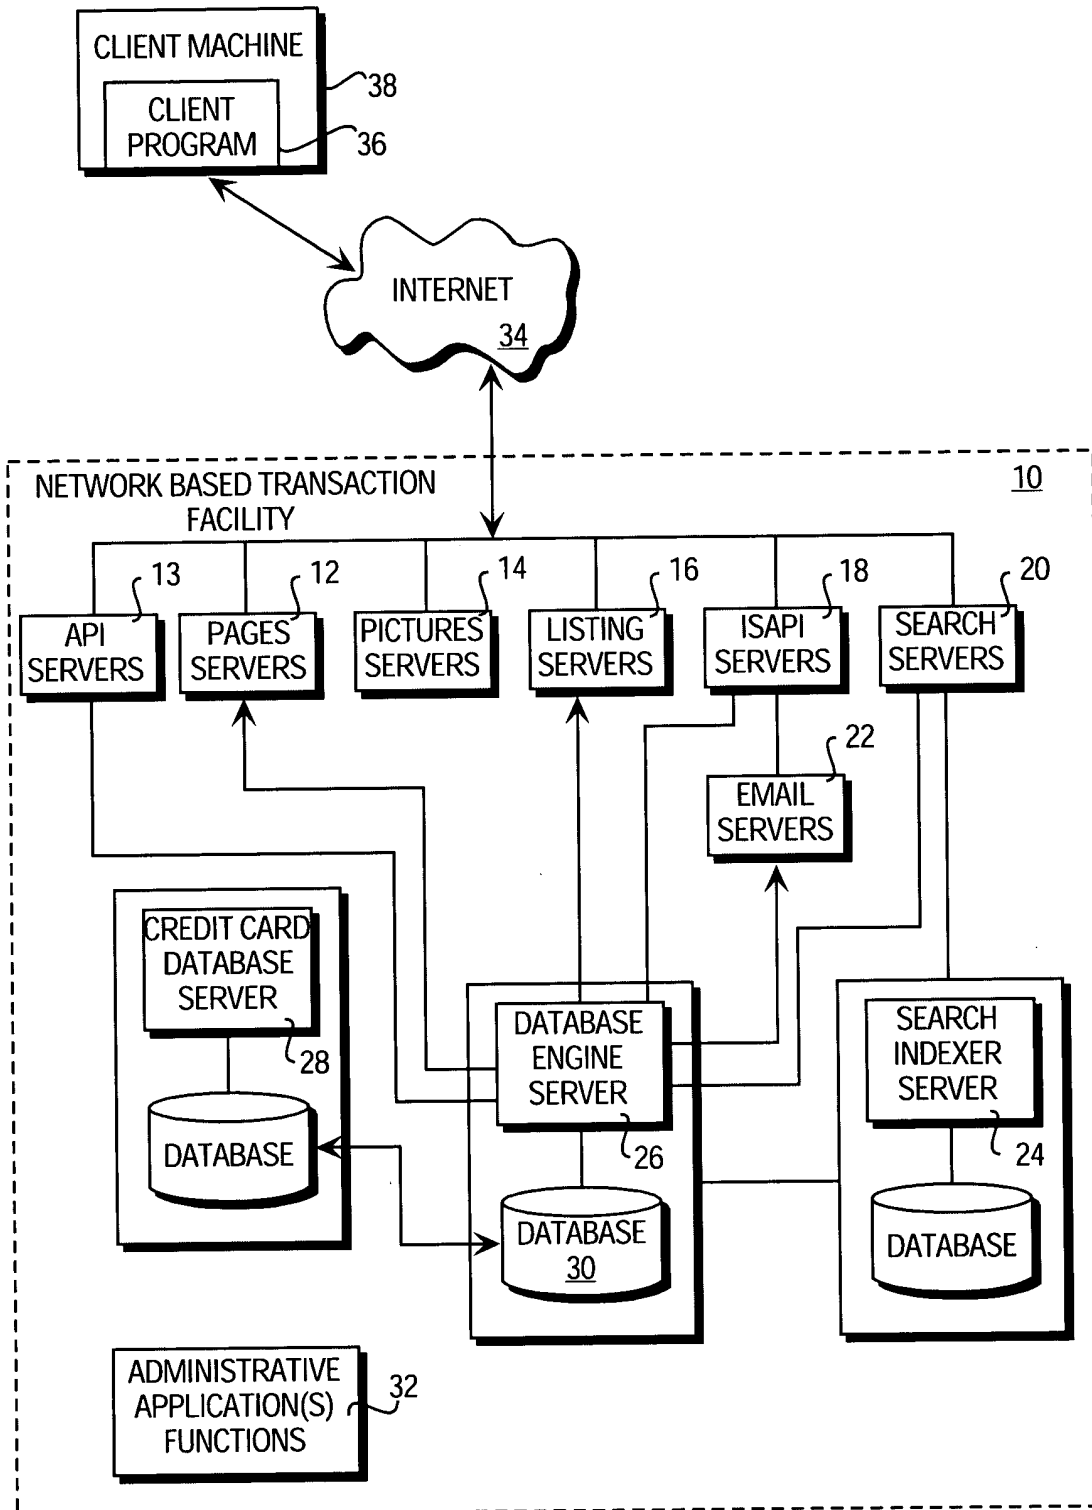 CLIENT MACHINE
38
CLIENT
PROGRAM
36
INTERNET
34
NETWORK BASED TRANSACTION
FACILITY
10
13
12
14
16
18
20
API
SERVERS
PAGES
SERVERS
PICTURES
SERVERS
LISTING
SERVERS
ISAPI
SERVERS
SEARCH
SERVERS
22
EMAIL
SERVERS
CREDIT CARD
DATABASE
SERVER
28
DATABASE
DATABASE
ENGINE
SERVER
26
DATABASE
30
SEARCH
INDEXER
SERVER
24
DATABASE
ADMINISTRATIVE
APPLICATION(S)
FUNCTIONS
32